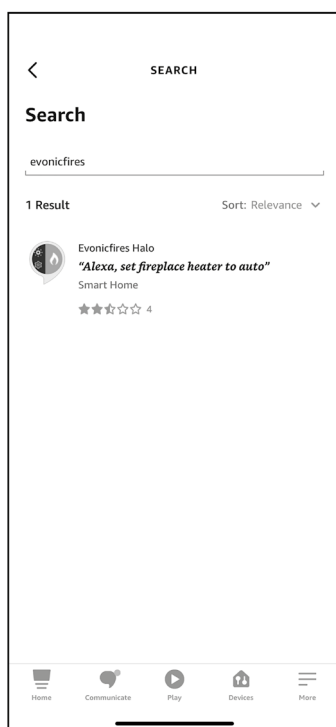 SEARCH
Search
evonicfires
1 Result Sort: Relevance
Evonicfires Halo
“Alexa, set fireplace heater to auto”
Smart Home
4
Home Communicate Play Devices More